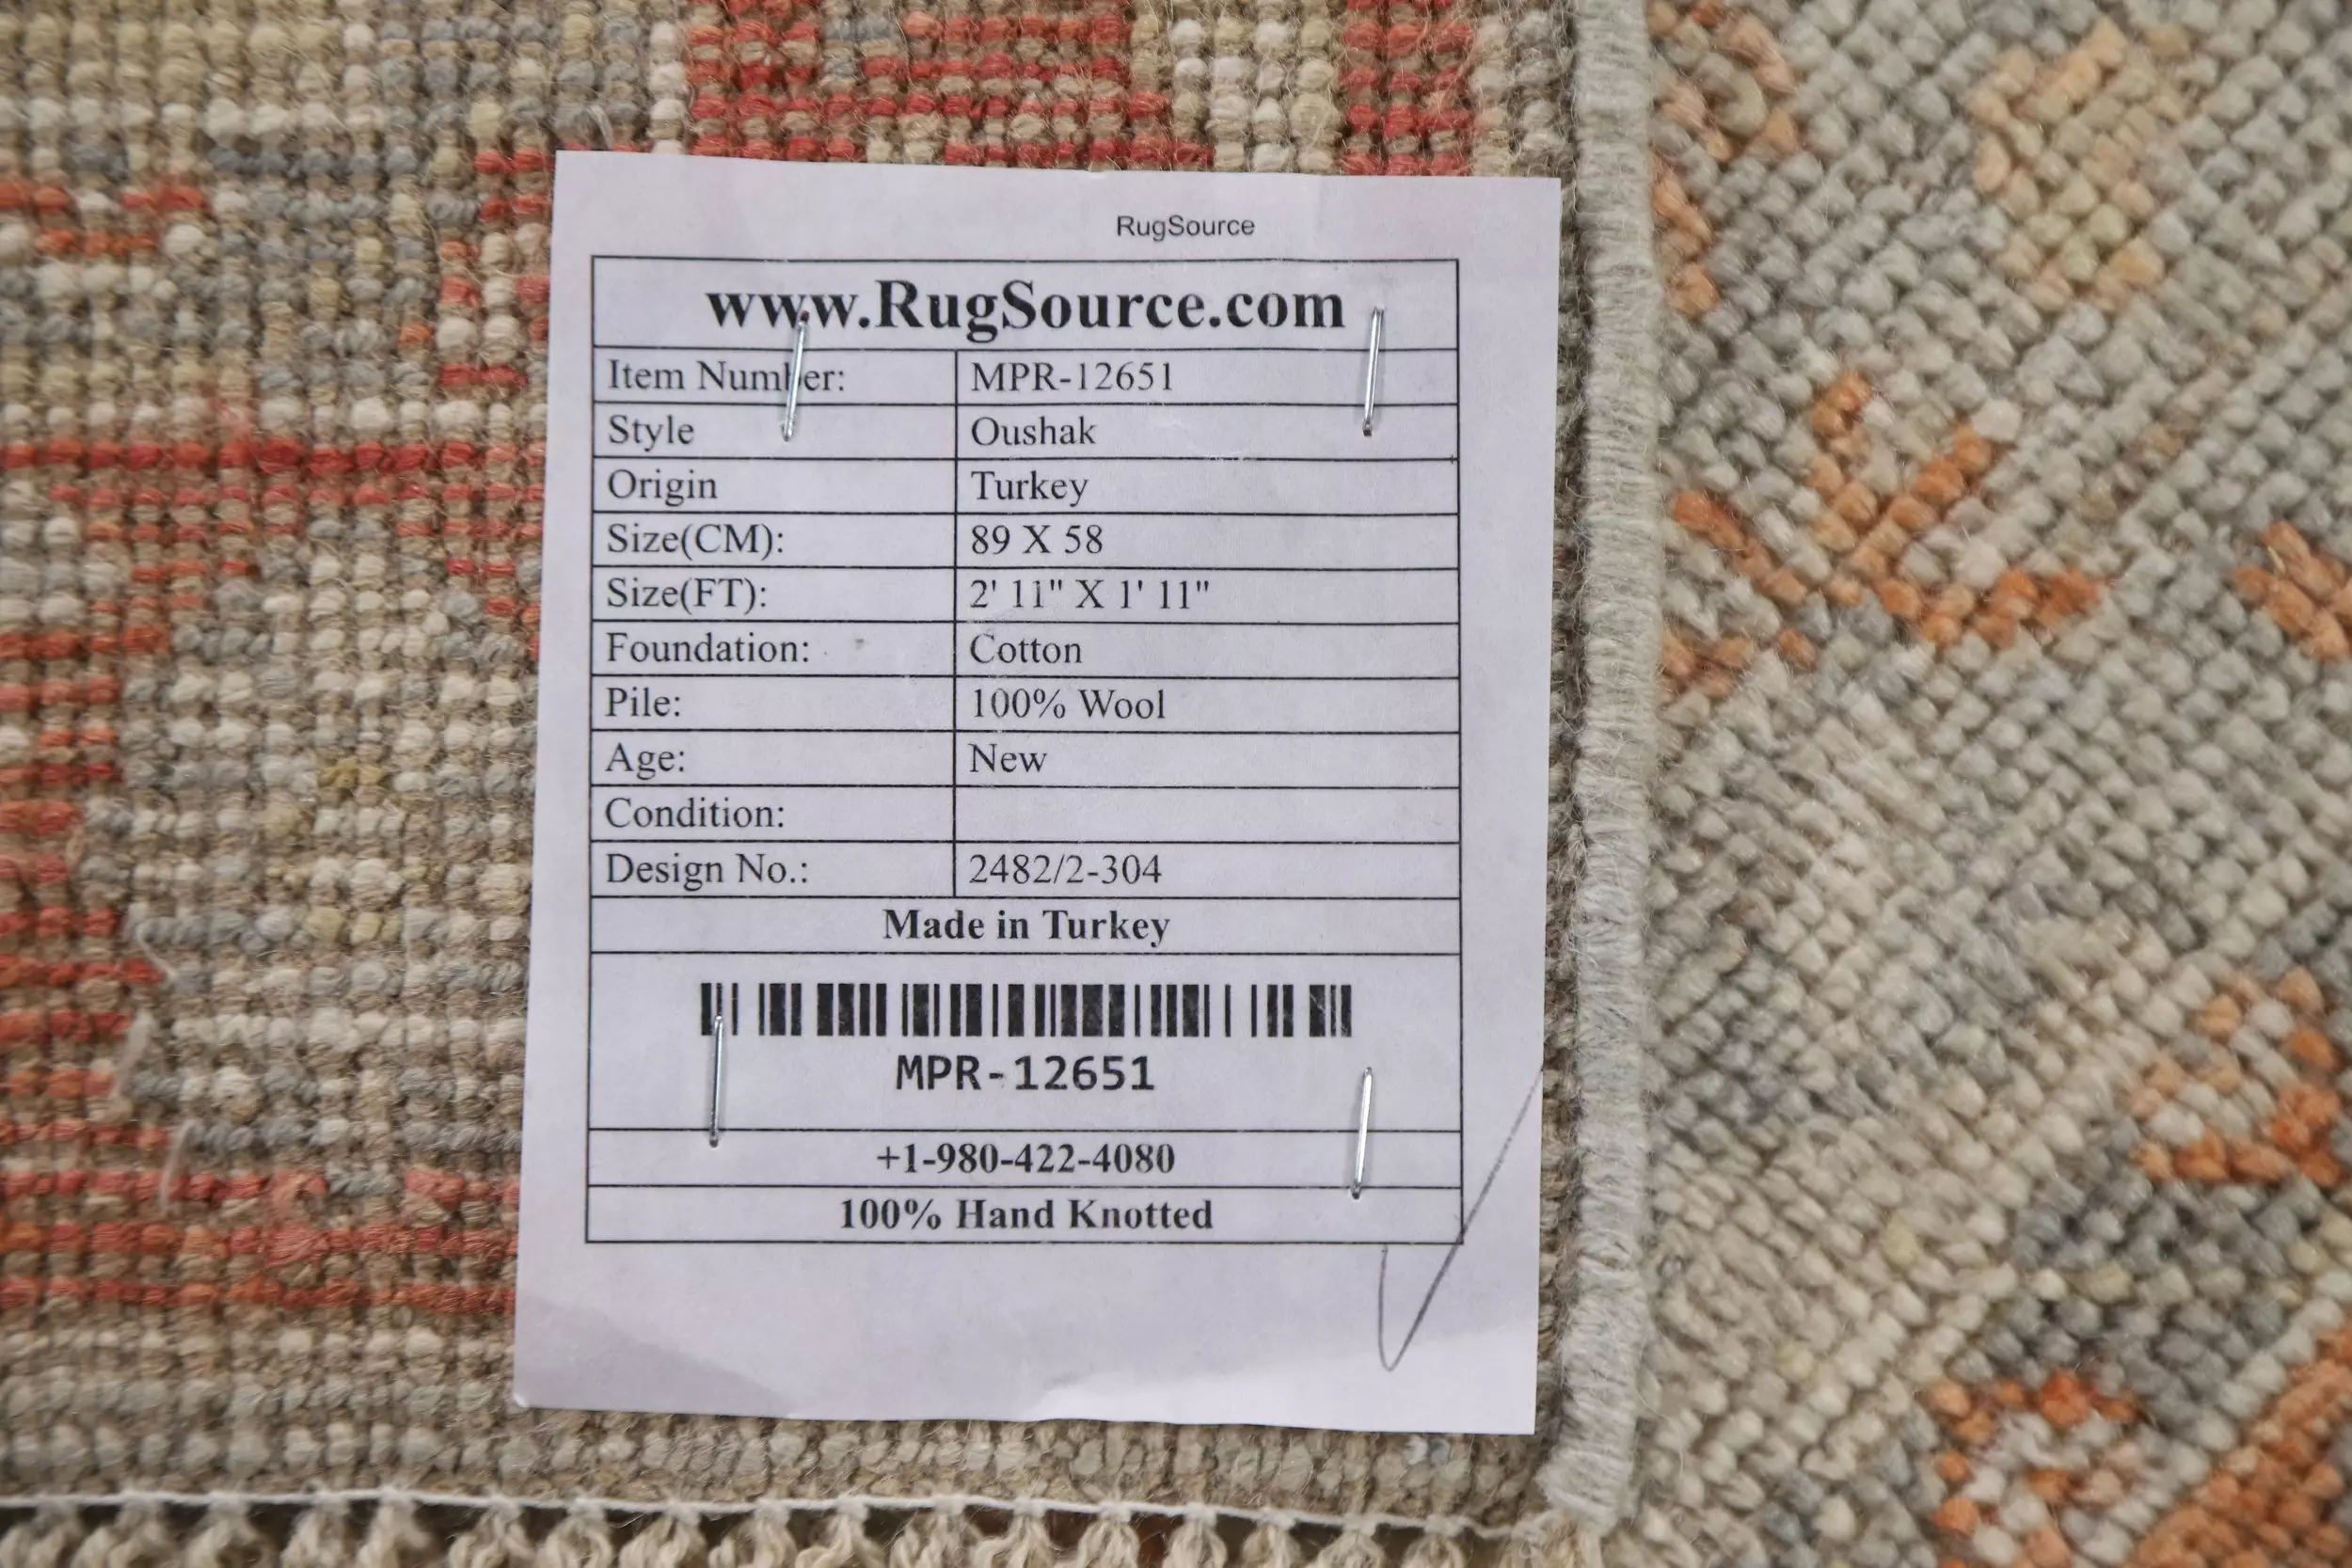 RugSource
www.RugSource.com
Item Number: MPR-12651
Style Oushak
Origin Turkey
Size(CM): 89 X 58
Size(FT): 2' 11" X 1' 11"
Foundation: Cotton
Pile: 100% Wool
Age: New
Condition:
Design No.: 2482/2-304
Made in Turkey
MPR-12651
+1-980-422-4080
100% Hand Knotted